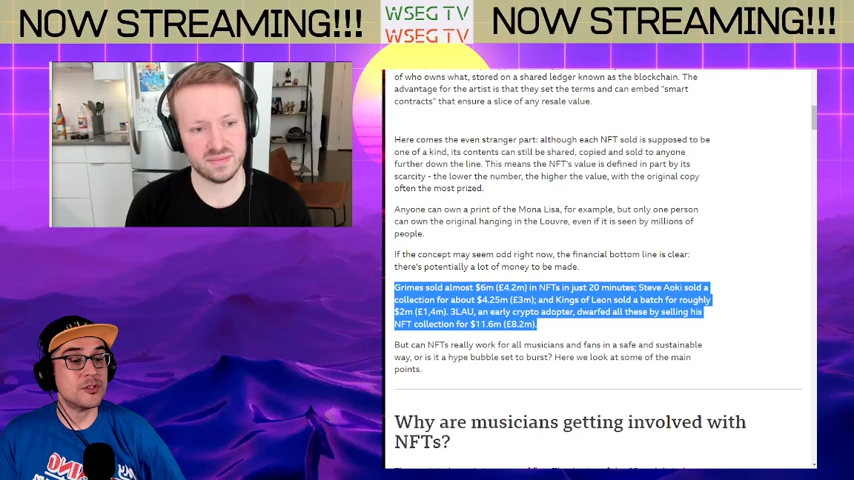 NOW STREAMING!!!
WSEG TV
WSEG TV
NOW STREAMING!!!
of who owns what, stored on a shared ledger known as the blockchain. The
advantage for the artist is that they set the terms and can embed "smart
contracts" that ensure a slice of any resale value.
Here comes the even stranger part: although each NFT sold is supposed to be
one of a kind, its contents can still be shared, copied and sold to anyone
further down the line. This means the NFT's value is defined in part by its
scarcity - the lower the number, the higher the value, with the original copy
often the most prized.
Anyone can own a print of the Mona Lisa, for example, but only one person
can own the original hanging in the Louvre, even if it is seen by millions of
people.
If the concept may seem odd right now, the financial bottom line is clear:
there's potentially a lot of money to be made.
Grimes sold almost $6m (£4.2m) in NFTs in just 20 minutes; Steve Aoki sold a
collection for about $4.25m (£3m); and Kings of Leon sold a batch for roughly
$2m (£1,4m). 3LAU, an early crypto adopter, dwarfed all these by selling his
NFT collection for $11.6m (£8.2m).
But can NFTs really work for all musicians and fans in a safe and sustainable
way, or is it a hype bubble set to burst? Here we look at some of the main
points.
Why are musicians getting involved with
NFTs?